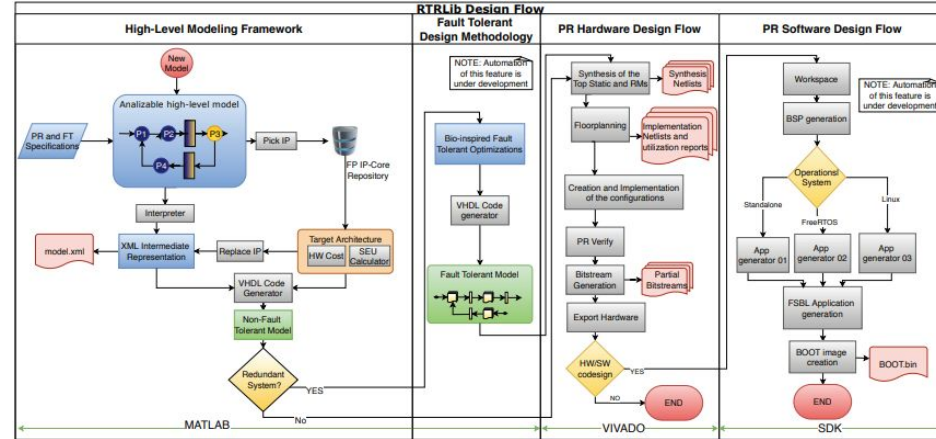 RTRLib Design Flow
High-Level Modeling Framework
Fault Tolerant
Design Methodology
PR Hardware Design Flow
PR Software Design Flow
New
Model
Analizable high-level model
P1
P2
P3
P4
PR and FT
Specifications
Pick IP
FP IP-Core
Repository
Interpreter
model.xml
XML Intermediate
Representation
Replace IP
Target Architecture
HW Cost
SEU
Calculator
VHDL Code
Generator
Non-Fault
Tolerant Model
Redundant
System?
YES
No
MATLAB
NOTE: Automation
of this feature is
under development
Bio-inspired Fault
Tolerant Optimizations
VHDL Code
generator
Fault Tolerant Model
Synthesis of the
Top Static and RMs
Synthesis
Netlists
Floorplanning
Implementation
Netlists and
utilization reports
Creation and Implementation
of the configurations
PR Verify
Bitstream
Generation
Partial
Bitstreams
Export Hardware
HW/SW
codesign
YES
NO
END
VIVADO
Workspace
NOTE: Automation
of this feature is
under development
BSP generation
Operationsl
System
Standalone
FreeRTOS
Linux
App
generator 01
App
generator 02
App
generator 03
FSBL Application
generation
BOOT image
creation
BOOT.bin
END
SDK